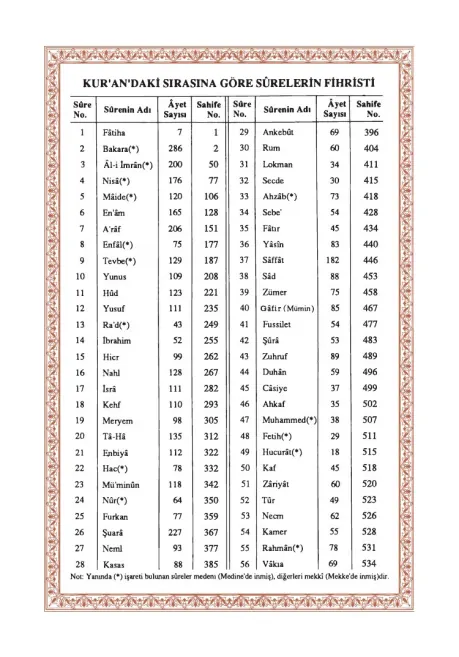 KUR'AN'DAKİ SIRASINA GÖRE SÛRELERİN FİHRİSTİ
Sûre No. Sûrenin Adı Âyet Sayısı Sahife No. Sûre No. Sûrenin Adı Âyet Sayısı Sahife No.
1 Fâtiha 7 1 29 Ankebût 69 396
2 Bakara(*) 286 2 30 Rum 60 404
3 Âl-i İmrân(*) 200 50 31 Lokman 34 411
4 Nisâ(*) 176 77 32 Secde 30 415
5 Mâide(*) 120 106 33 Ahzâb(*) 73 418
6 En'âm 165 128 34 Sebe' 54 428
7 A'râf 206 151 35 Fâtır 45 434
8 Enfâl(*) 75 177 36 Yâsîn 83 440
9 Tevbe(*) 129 187 37 Sâffât 182 446
10 Yunus 109 208 38 Sâd 88 453
11 Hûd 123 221 39 Zümer 75 458
12 Yusuf 111 235 40 Gâfir (Mümin) 85 467
13 Ra'd(*) 43 249 41 Fussilet 54 477
14 İbrahim 52 255 42 Şûrâ 53 483
15 Hicr 99 262 43 Zuhruf 89 489
16 Nahl 128 267 44 Duhân 59 496
17 İsrâ 111 282 45 Câsiye 37 499
18 Kehf 110 293 46 Ahkaf 35 502
19 Meryem 98 305 47 Muhammed(*) 38 507
20 Tâ-Hâ 135 312 48 Fetih(*) 29 511
21 Enbiyâ 112 322 49 Hucurât(*) 18 515
22 Hac(*) 78 332 50 Kaf 45 518
23 Mü'minûn 118 342 51 Zâriyât 60 520
24 Nûr(*) 64 350 52 Tûr 49 523
25 Furkan 77 359 53 Necm 62 526
26 Şuarâ 227 367 54 Kamer 55 528
27 Neml 93 377 55 Rahmân(*) 78 531
28 Kasas 88 385 56 Vâkıa 69 534
Not: Yanında (*) işareti bulunan sûreler medenî (Medine'de inmiş), diğerleri mekkî (Mekke'de inmiş)dir.